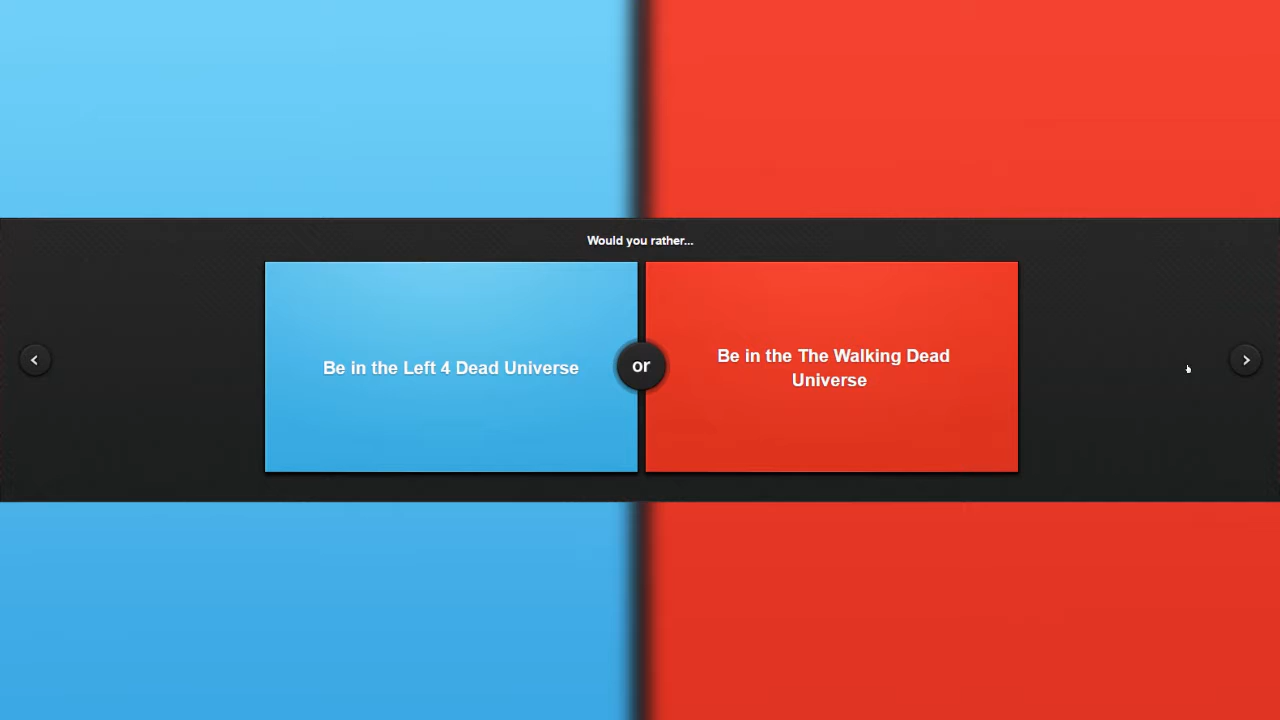 Would you rather...
Be in the Left 4 Dead Universe
or
Be in the The Walking Dead
Universe